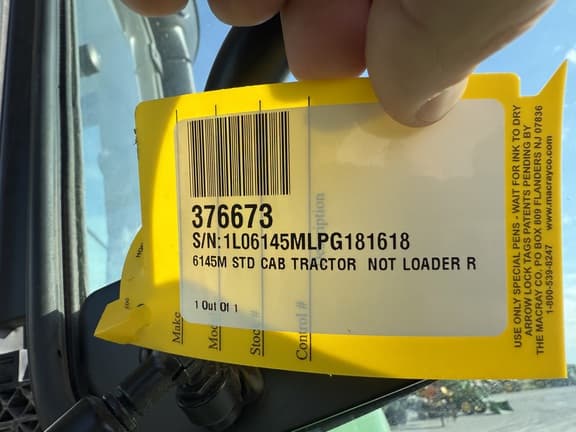 376673
S/N:1L06145MLPG181618
6145M STD CAB TRACTOR NOT LOADER R
1 Out Of 1
Make
Stoc
Control #
USE ONLY SPECIAL PENS - WAIT FOR INK TO DRY
ARROW LOCK TAGS PATENTS PENDING BY
THE MACRAY CO. PO BOX 809 FLANDERS NJ 07836
1-800-539-8247 www.macrayco.com